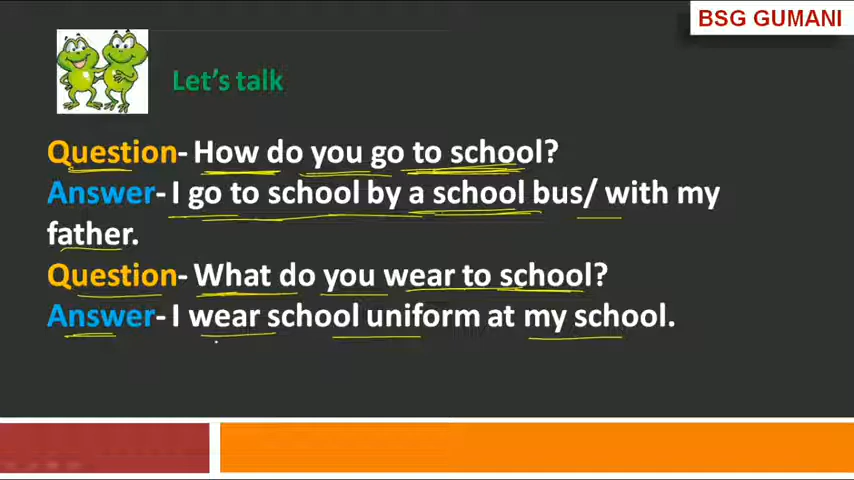 BSG GUMANI
Let's talk
Question- How do you go to school?
Answer- I go to school by a school bus/ with my
father.
Question- What do you wear to school?
Answer- I wear school uniform at my school.